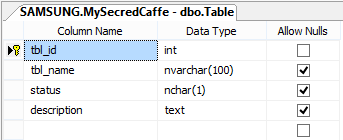 SAMSUNG.MySecredCaffe - dbo.Table
Column Name Data Type Allow Nulls
tbl_id int
tbl_name nvarchar(100)
status nchar(1)
description text